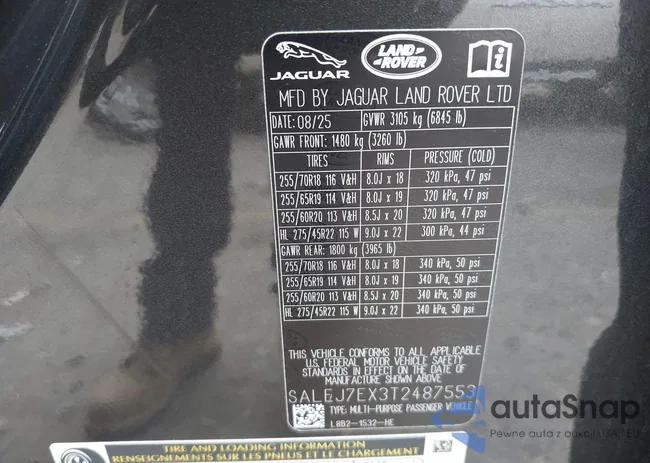 JAGUAR LAND ROVER
MFD BY JAGUAR LAND ROVER LTD
DATE: 08/25 GVWR 3105 kg (6845 lb)
GAWR FRONT: 1480 kg (3260 lb)
TIRES RIMS PRESSURE (COLD)
255/70R18 116 V&H 8.0J x 18 320 kPa, 47 psi
255/65R19 114 V&H 8.0J x 19 320 kPa, 47 psi
255/60R20 113 V&H 8.5J x 20 320 kPa, 47 psi
HL 275/45R22 115 W 9.0J x 22 300 kPa, 44 psi
GAWR REAR: 1800 kg (3965 lb)
255/70R18 116 V&H 8.0J x 18 340 kPa, 50 psi
255/65R19 114 V&H 8.0J x 19 340 kPa, 50 psi
255/60R20 113 V&H 8.5J x 20 340 kPa, 50 psi
HL 275/45R22 115 W 9.0J x 22 340 kPa, 50 psi
THIS VEHICLE CONFORMS TO ALL APPLICABLE
U.S. FEDERAL MOTOR VEHICLE SAFETY
STANDARDS IN EFFECT ON THE DATE OF
MANUFACTURE SHOWN ABOVE
SALEJ7EX3T2487553
TYPE: MULTI-PURPOSE PASSENGER VEHICLE
L8B2-1532-HE
autoSnap
Pewne auta z aukcji USA i EU
TIRE AND LOADING INFORMATION
RENSEIGNEMENTS SUR LES PNEUS ET LE CHARGEMENT